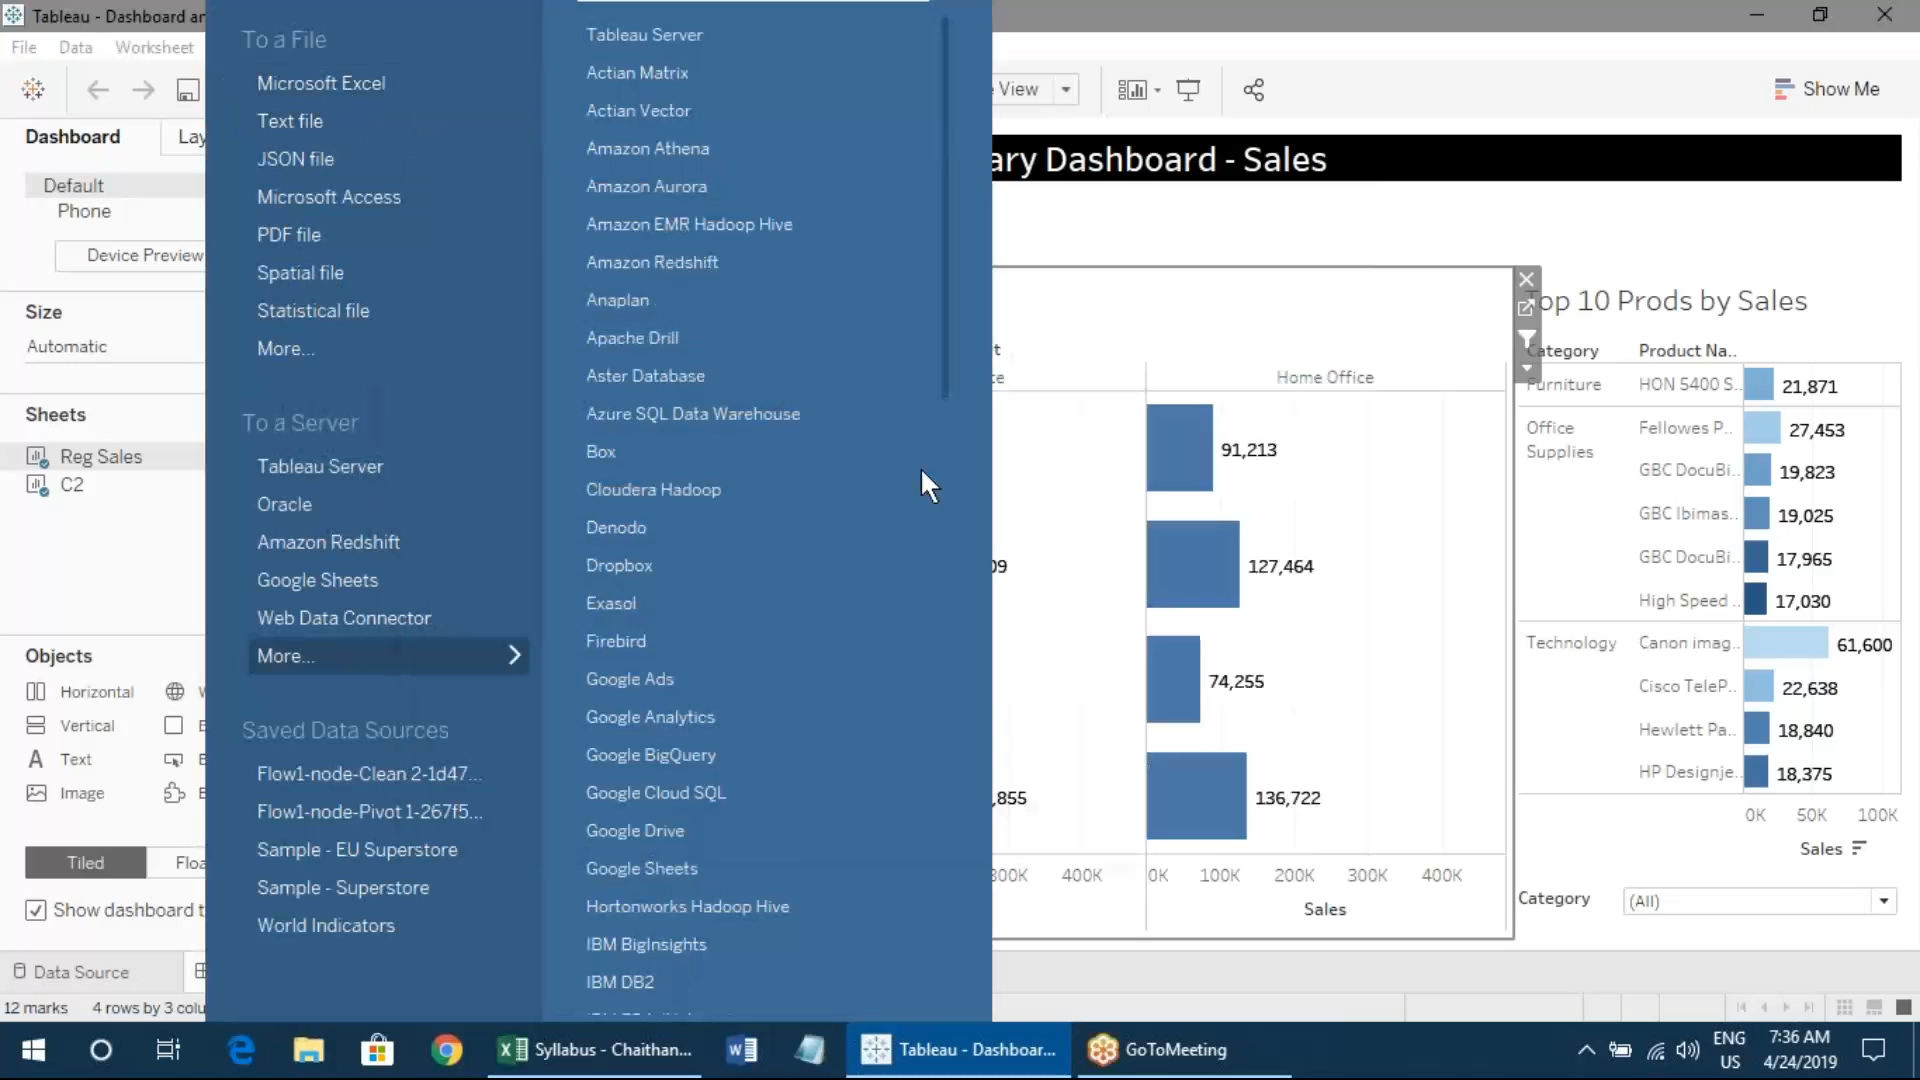 Tableau - Dashboard ar
File Data Worksheet
View
Show Me
Dashboard Lay
Default
Phone
Device Preview
Size
Automatic
Sheets
Reg Sales
C2
Objects
Horizontal
Vertical
Text
Image
Tiled Floa
Show dashboard t
Data Source
12 marks 4 rows by 3 colu
To a File
Microsoft Excel
Text file
JSON file
Microsoft Access
PDF file
Spatial file
Statistical file
More...
To a Server
Tableau Server
Oracle
Amazon Redshift
Google Sheets
Web Data Connector
More...
Saved Data Sources
Flow1-node-Clean 2-1d47...
Flow1-node-Pivot 1-267f5...
Sample - EU Superstore
Sample - Superstore
World Indicators
Tableau Server
Actian Matrix
Actian Vector
Amazon Athena
Amazon Aurora
Amazon EMR Hadoop Hive
Amazon Redshift
Anaplan
Apache Drill
Aster Database
Azure SQL Data Warehouse
Box
Cloudera Hadoop
Denodo
Dropbox
Exasol
Firebird
Google Ads
Google Analytics
Google BigQuery
Google Cloud SQL
Google Drive
Google Sheets
Hortonworks Hadoop Hive
IBM BigInsights
IBM DB2
ary Dashboard - Sales
Home Office
91,213
09 127,464
74,255
,855 136,722
300K 400K 0K 100K 200K 300K 400K
Sales
Top 10 Prods by Sales
Category Product Na..
Furniture HON 5400 S.. 21,871
Office Supplies Fellowes P.. 27,453
GBC DocuBi.. 19,823
GBC Ibimas.. 19,025
GBC DocuBi.. 17,965
High Speed .. 17,030
Technology Canon imag.. 61,600
Cisco TeleP.. 22,638
Hewlett Pa.. 18,840
HP Designje.. 18,375
0K 50K 100K
Sales
Category (All)
Syllabus - Chaithan...
Tableau - Dashboar...
GoToMeeting
ENG
US
7:36 AM
4/24/2019